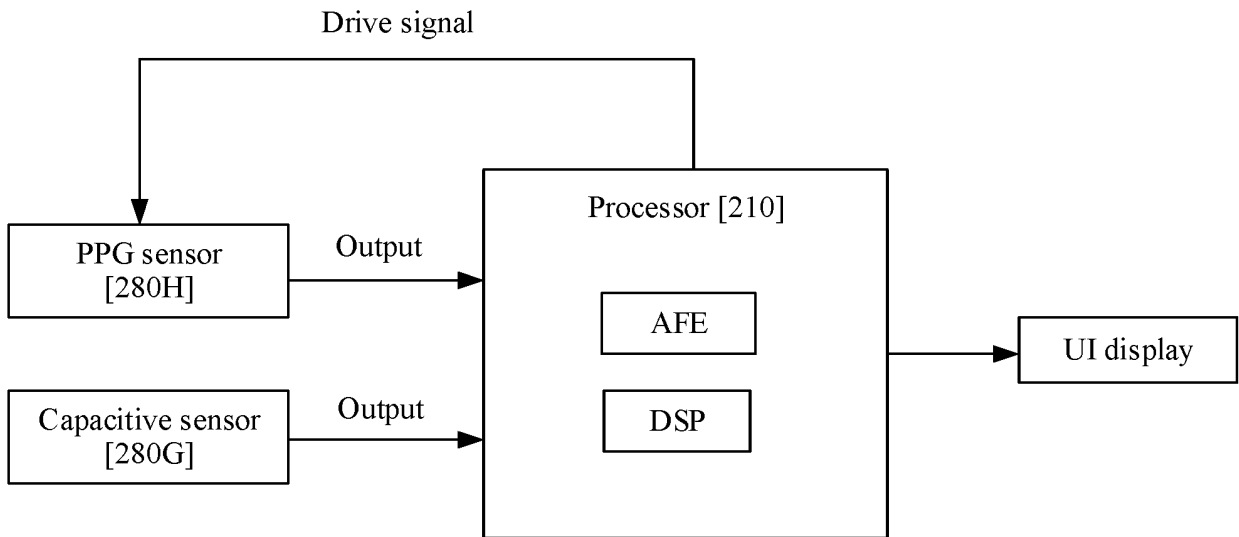 Drive signal
Processor [210]
PPG sensor
[280H]
Output
AFE
UI display
Capacitive sensor
[280G]
Output
DSP